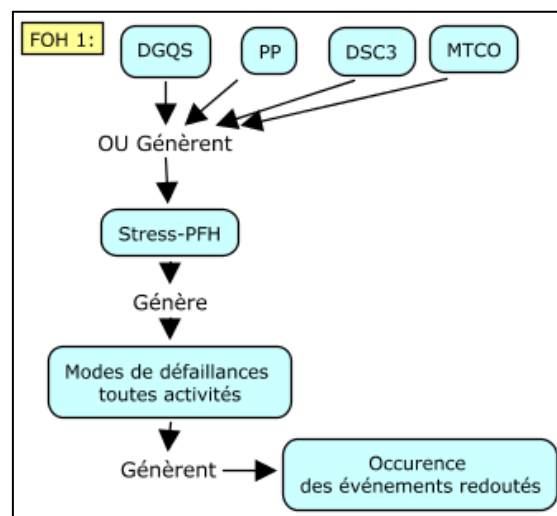 FOH 1:
DGQS
PP
DSC3
MTCO
OU Génèrent
Stress-PFH
Génère
Modes de défaillances
toutes activités
Génèrent
Occurence
des événements redoutés